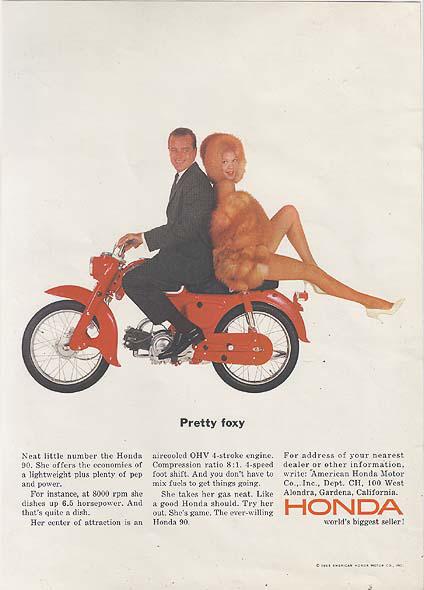 Pretty foxy
Neat little number the Honda
90. She offers the economies of
a lightweight plus plenty of pep
and power.
For instance, at 8000 rpm she
dishes up 6.5 horsepower. And
that's quite a dish.
Her center of attraction is an
aircooled OHV 4-stroke engine.
Compression ratio 8:1. 4-speed
foot shift. And you don't have to
mix fuels to get things going.
She takes her gas neat. Like
a good Honda should. Try her
out. She's game. The ever-willing
Honda 90.
For address of your nearest
dealer or other information,
write: American Honda Motor
Co., Inc., Dept. CH, 100 West
Alondra, Gardena, California.
HONDA
world's biggest seller!
AMERICAN HONDA MOTOR CO., INC.